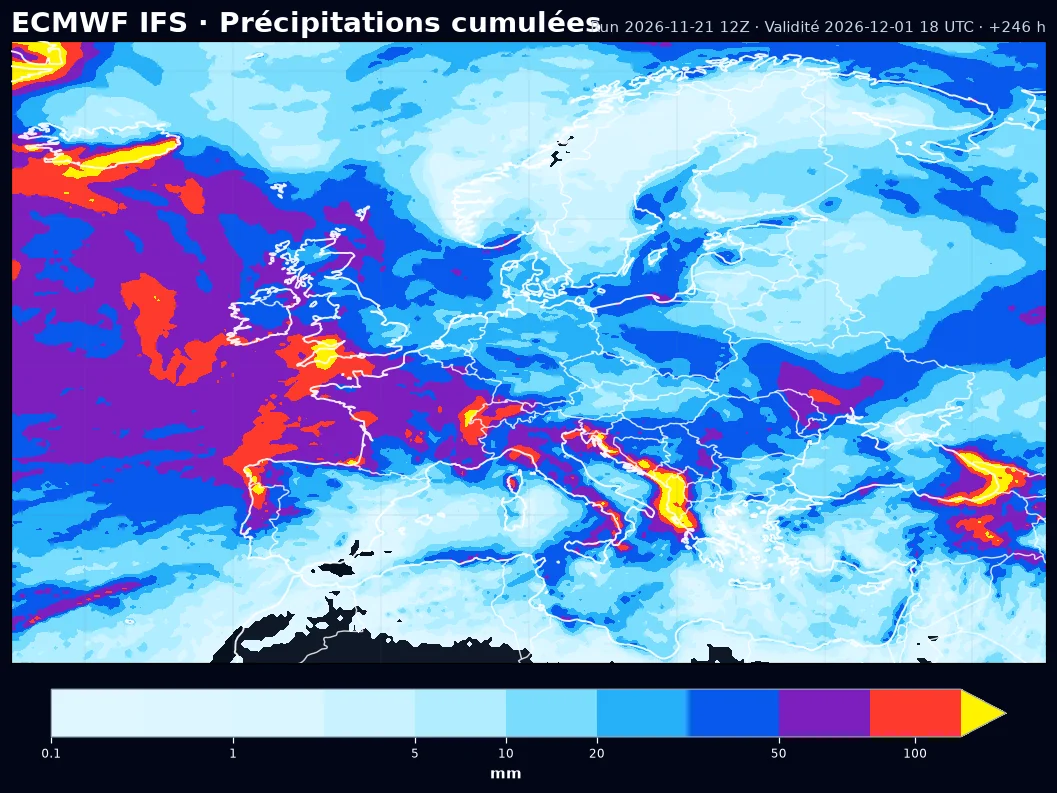 ECMWF IFS · Précipitations cumulées
Run 2026-11-21 12Z · Validité 2026-12-01 18 UTC · +246 h
0.1 1 5 10 20 50 100
mm